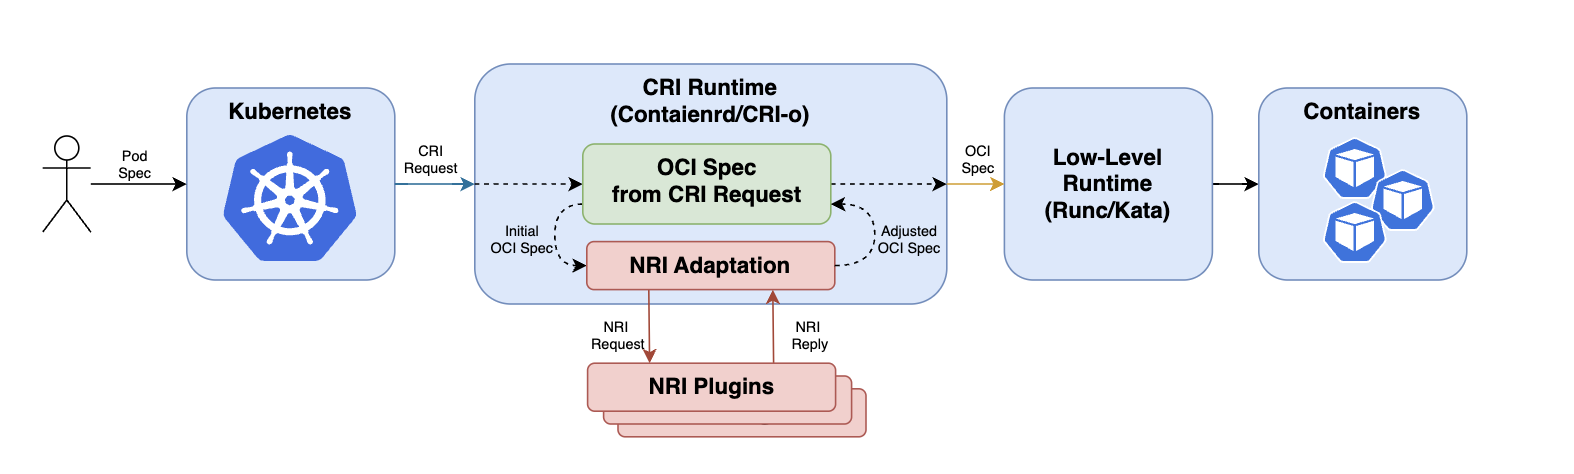 Pod
Spec
Kubernetes
CRI
Request
CRI Runtime
(Contaienrd/CRI-o)
OCI Spec
from CRI Request
Initial
OCI Spec
Adjusted
OCI Spec
NRI Adaptation
NRI
Request
NRI
Reply
NRI Plugins
OCI
Spec
Low-Level
Runtime
(Runc/Kata)
Containers